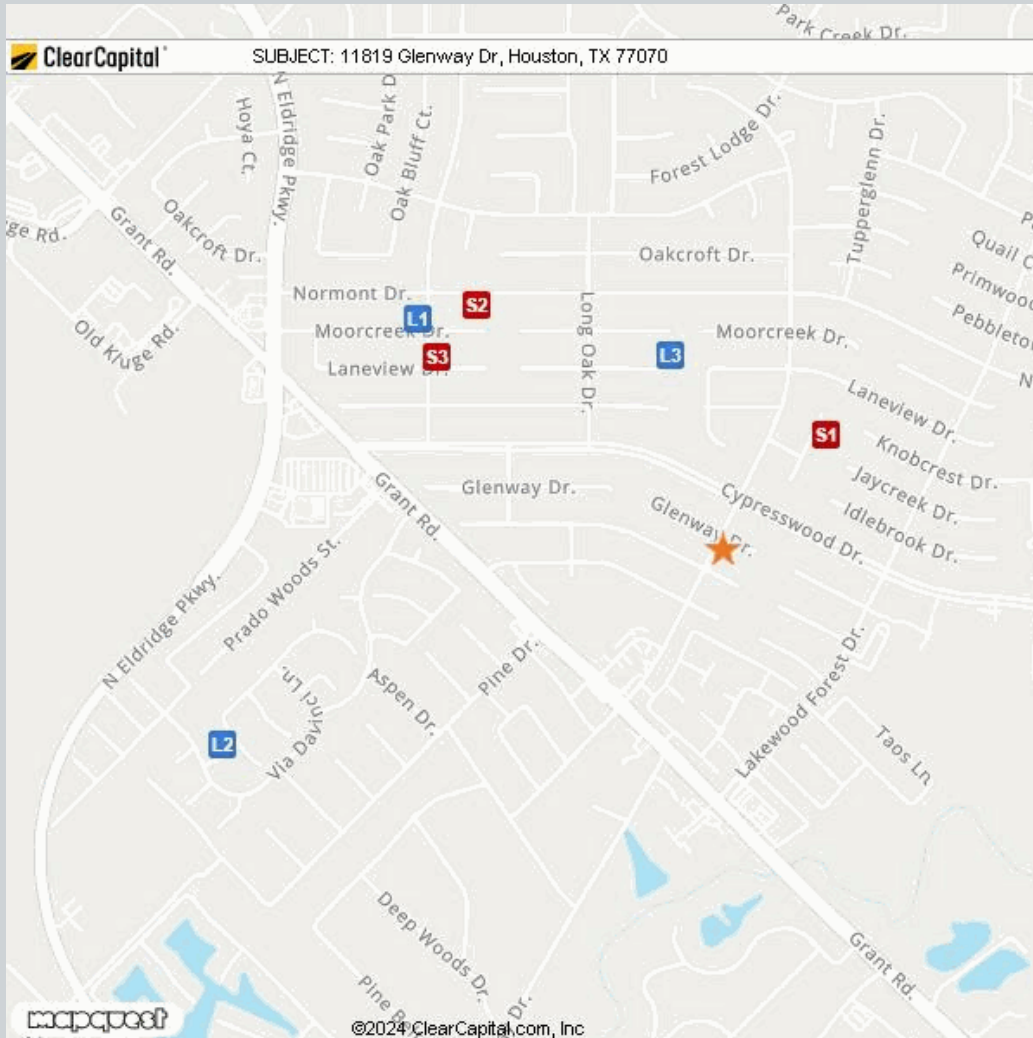 Park Creek Dr.
ClearCapital
SUBJECT: 11819 Glenway Dr, Houston, TX 77070
N Eldridge Pkwy.
Hoya Ct.
Oak Park D
Oak Bluff Ct.
Forest Lodge Dr.
Tupperglenn Dr.
Grant Rd.
Oakcroft Dr.
ge Rd.
Quail C
Oakcroft Dr.
Primwood
Normont Dr.
S2
L1
Long Oak Dr.
Pebbleto
Old Kluge Rd.
Moorcreek Dr.
Moorcreek Dr.
S3
L3
Laneview Dr.
N
Laneview Dr.
S1
Knobcrest Dr.
Glenway Dr.
Grant Rd.
Jaycreek Dr.
Cypresswood Dr.
Glenway Dr.
Idlebrook Dr.
Prado Woods St.
N Eldridge Pkwy.
Pine Dr.
Aspen Dr.
Via Davinci Ln.
Lakewood Forest Dr.
L2
Taos Ln
Deep Woods Dr.
Grant Rd.
Dr.
mapquest
©2024 ClearCapital.com, Inc